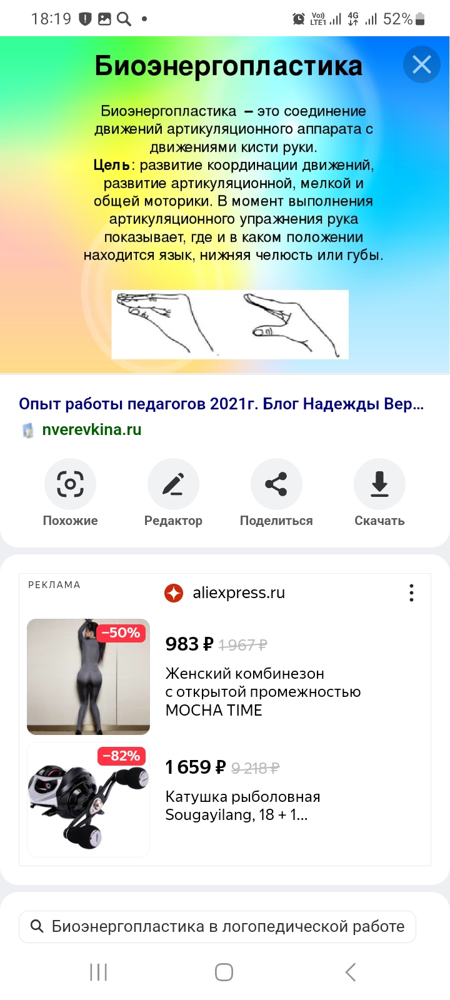 18:19
Vo))
LTE1
4G
52%
Биоэнергопластика
Биоэнергопластика – это соединение
движений артикуляционного аппарата с
движениями кисти руки.
Цель: развитие координации движений,
развитие артикуляционной, мелкой и
общей моторики. В момент выполнения
артикуляционного упражнения рука
показывает, где и в каком положении
находится язык, нижняя челюсть или губы.
Опыт работы педагогов 2021г. Блог Надежды Вер...
nverevkina.ru
Похожие
Редактор
Поделиться
Скачать
РЕКЛАМА
aliexpress.ru
−50%
983 ₽ 1 967 ₽
Женский комбинезон
с открытой промежностью
MOCHA TIME
−82%
1 659 ₽ 9 218 ₽
Катушка рыболовная
Sougayilang, 18 + 1...
Биоэнергопластика в логопедической работе